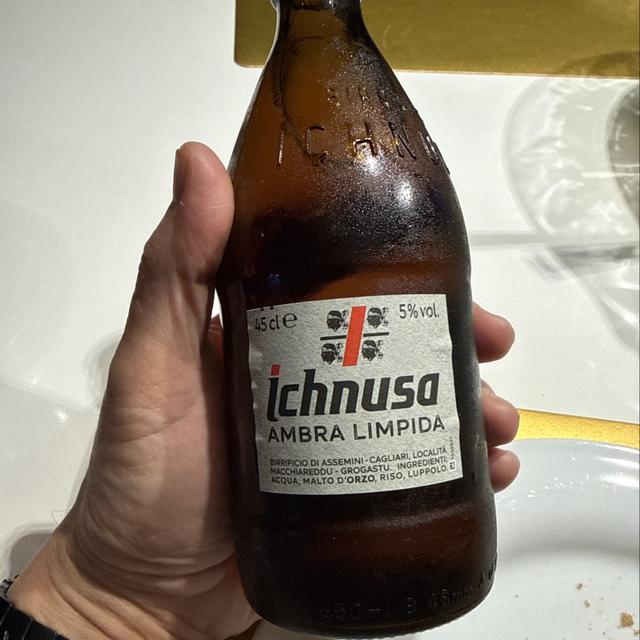 ICHNU
45 cl e
5% vol.
ichnusa
AMBRA LIMPIDA
BIRRIFICIO DI ASSEMINI - CAGLIARI, LOCALITÀ
MACCHIAREDDU - GROGASTU. INGREDIENTI:
ACQUA, MALTO D'ORZO, RISO, LUPPOLO.